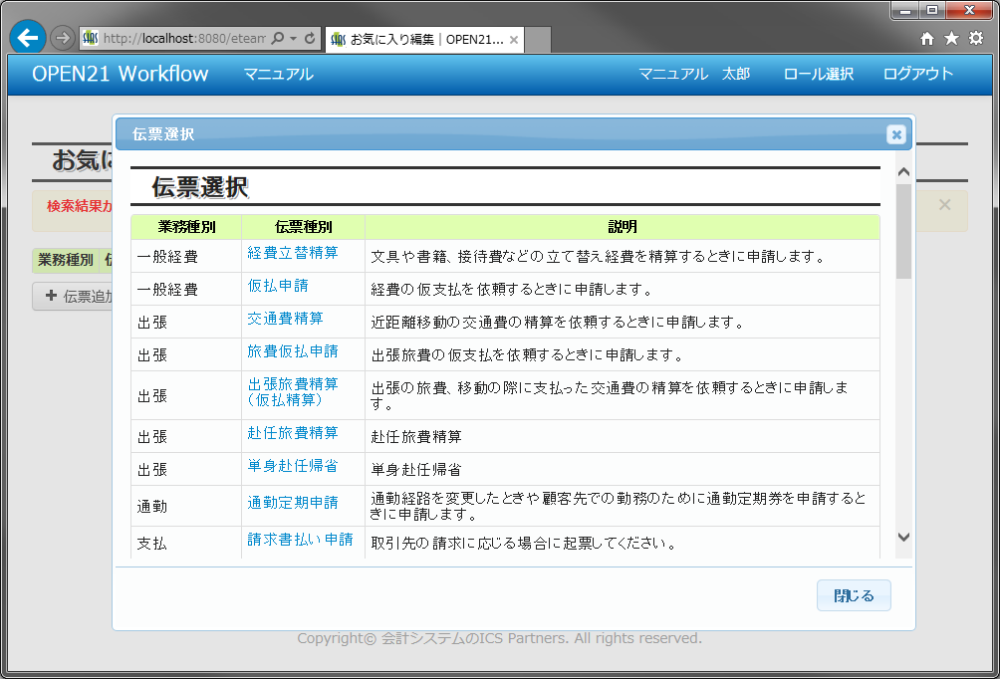 http://localhost:8080/eteam
お気に入り編集 | OPEN21...
OPEN21 Workflow
マニュアル
マニュアル 太郎
ロール選択
ログアウト
お気に
検索結果が
業務種別
伝票追加
伝票選択
伝票選択
業務種別 伝票種別 説明
一般経費 経費立替精算 文具や書籍、接待費などの立て替え経費を精算するときに申請します。
一般経費 仮払申請 経費の仮支払を依頼するときに申請します。
出張 交通費精算 近距離移動の交通費の精算を依頼するときに申請します。
出張 旅費仮払申請 出張旅費の仮支払を依頼するときに申請します。
出張 出張旅費精算
（仮払精算） 出張の旅費、移動の際に支払った交通費の精算を依頼するときに申請しま
す。
出張 赴任旅費精算 赴任旅費精算
出張 単身赴任帰省 単身赴任帰省
通勤 通勤定期申請 通勤経路を変更したときや顧客先での勤務のために通勤定期券を申請すると
きに申請します。
支払 請求書払い申請 取引先の請求に応じる場合に起票してください。
閉じる
Copyright© 会計システムのICS Partners. All rights reserved.